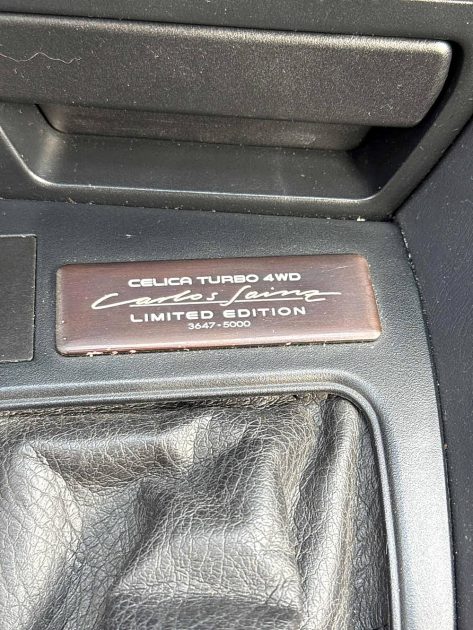 CELICA TURBO 4WD
Carlos Sainz
LIMITED EDITION
3647-5000